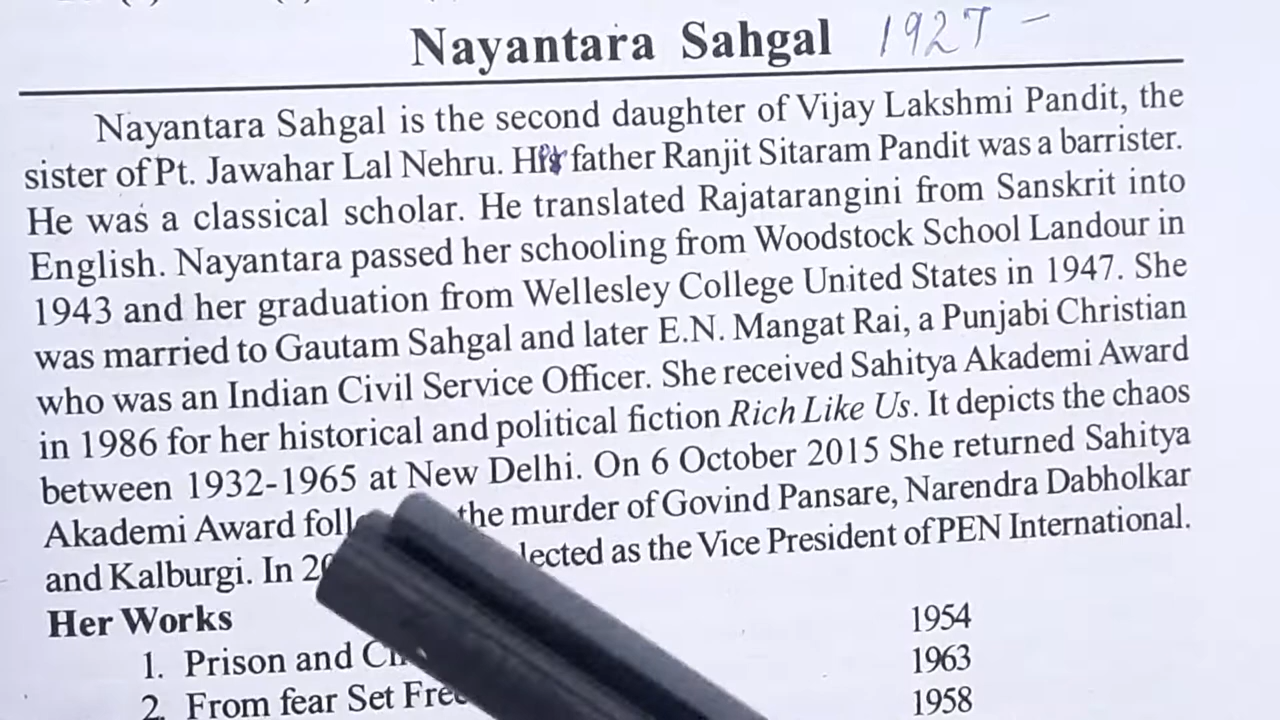 Nayantara Sahgal 1927 –
Nayantara Sahgal is the second daughter of Vijay Lakshmi Pandit, the
sister of Pt. Jawahar Lal Nehru. father Ranjit Sitaram Pandit was a barrister.
He was a classical scholar. He translated Rajatarangini from Sanskrit into
English. Nayantara passed her schooling from Woodstock School Landour in
1943 and her graduation from Wellesley College United States in 1947. She
was married to Gautam Sahgal and later E.N. Mangat Rai, a Punjabi Christian
who was an Indian Civil Service Officer. She received Sahitya Akademi Award
in 1986 for her historical and political fiction Rich Like Us. It depicts the chaos
between 1932-1965 at New Delhi. On 6 October 2015 She returned Sahitya
Akademi Award the murder of Govind Pansare, Narendra Dabholkar
and Kalburgi. In as the Vice President of PEN International.
Her Works 1954
1. Prison and 1963
2. From fear Set 1958